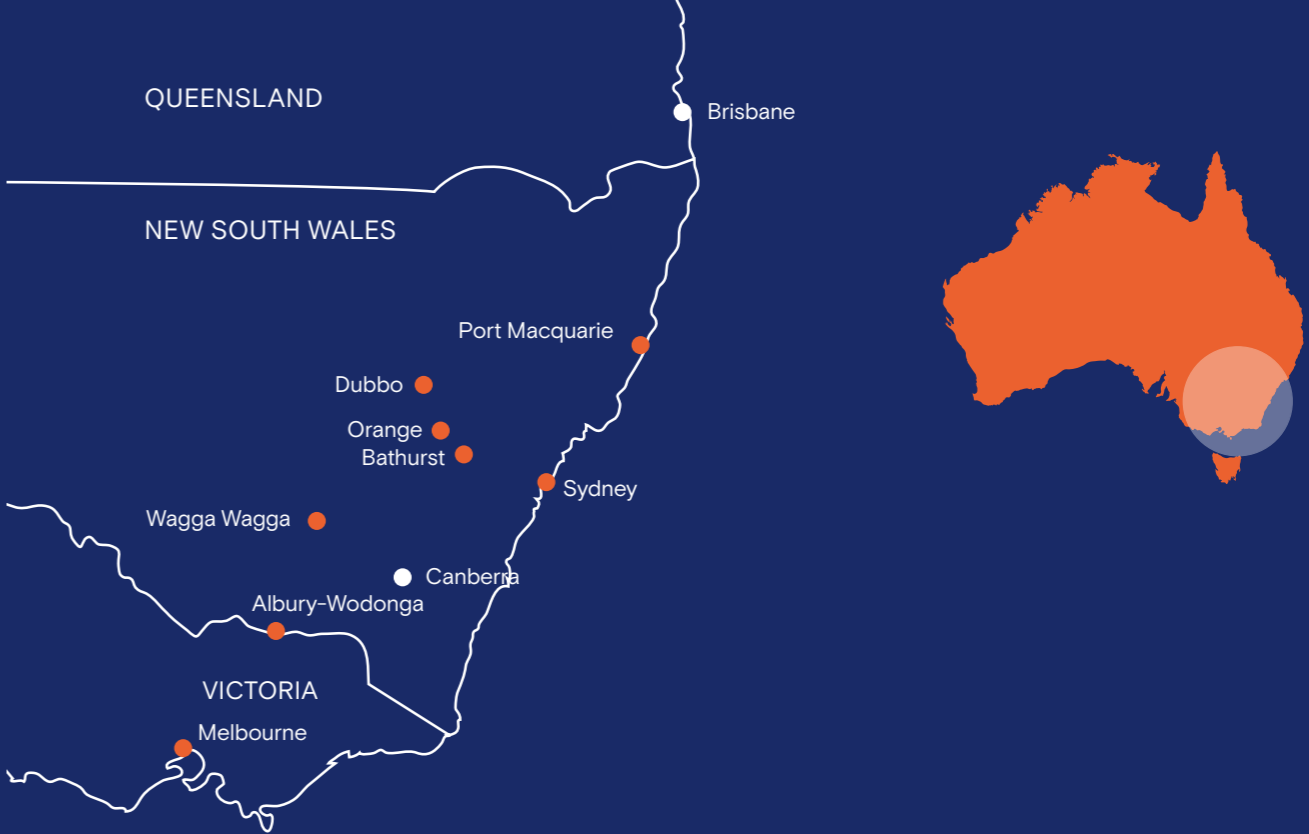 QUEENSLAND
Brisbane
NEW SOUTH WALES
Port Macquarie
Dubbo
Orange
Bathurst
Sydney
Wagga Wagga
Canberra
Albury-Wodonga
VICTORIA
Melbourne